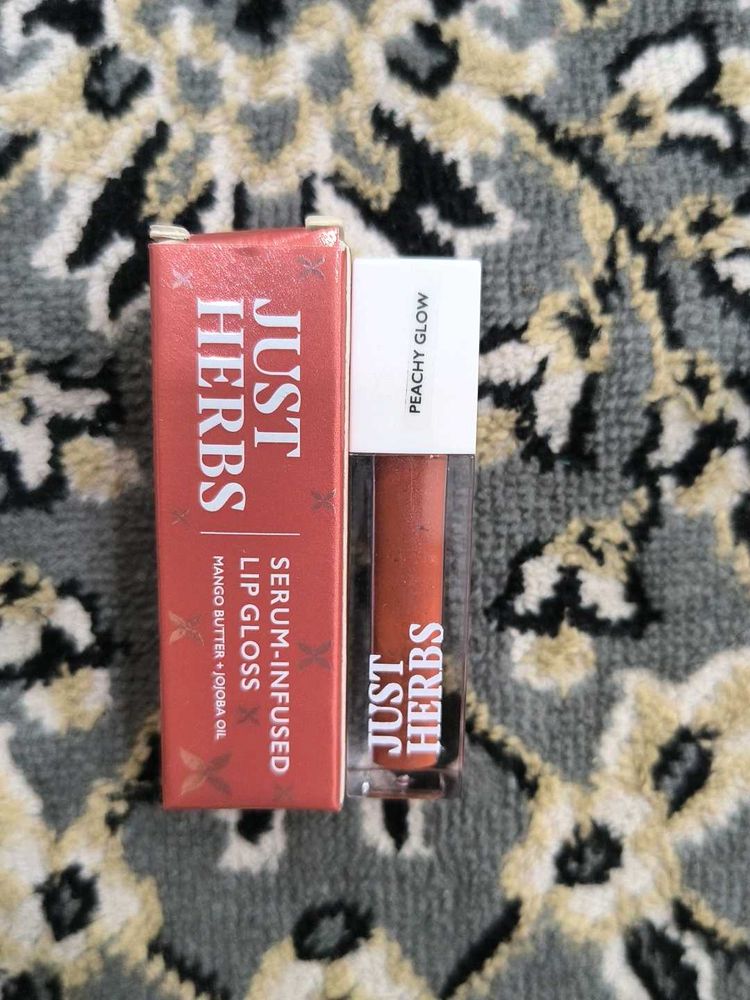 JUST
HERBS
SERUM-INFUSED
LIP GLOSS
MANGO BUTTER + JOJOBA OIL
PEACHY GLOW
JUST
HERBS